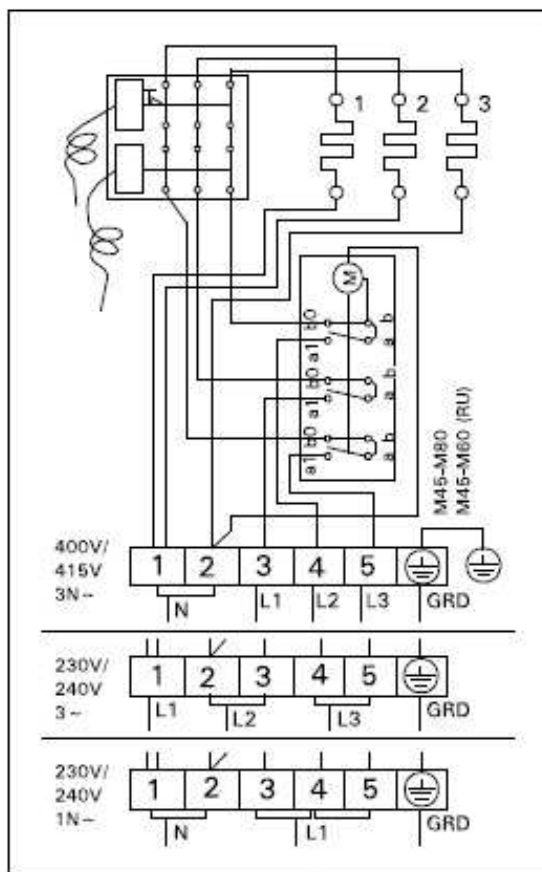 1 2 3
M
b0 b
a1 a
b0 b
a1 a
b0 b
a1 a
M45-M80
M45-M60 (RU)
400V/
415V
3N~
1 2 3 4 5
N L1 L2 L3 GRD
230V/
240V
3~
1 2 3 4 5
L1 L2 L3 GRD
230V/
240V
1N~
1 2 3 4 5
N L1 GRD